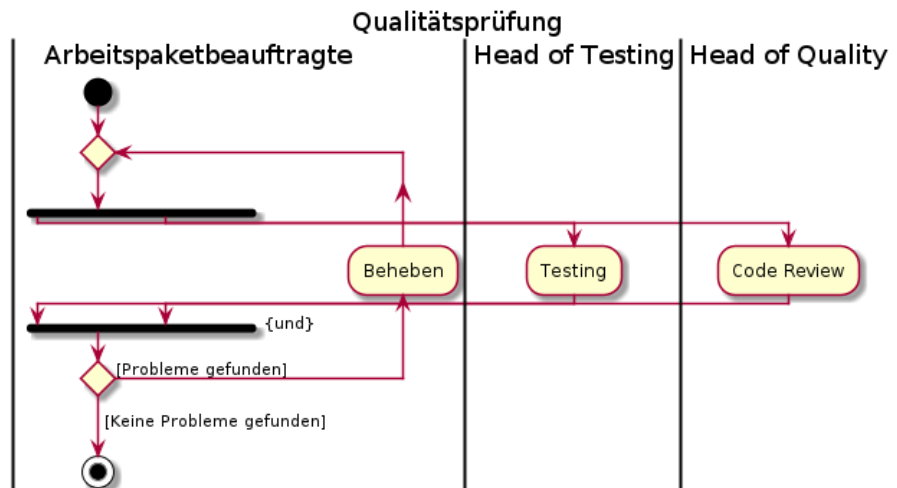 Qualitätsprüfung
Arbeitspaketbeauftragte
Head of Testing
Head of Quality
Beheben
Testing
Code Review
{und}
[Probleme gefunden]
[Keine Probleme gefunden]